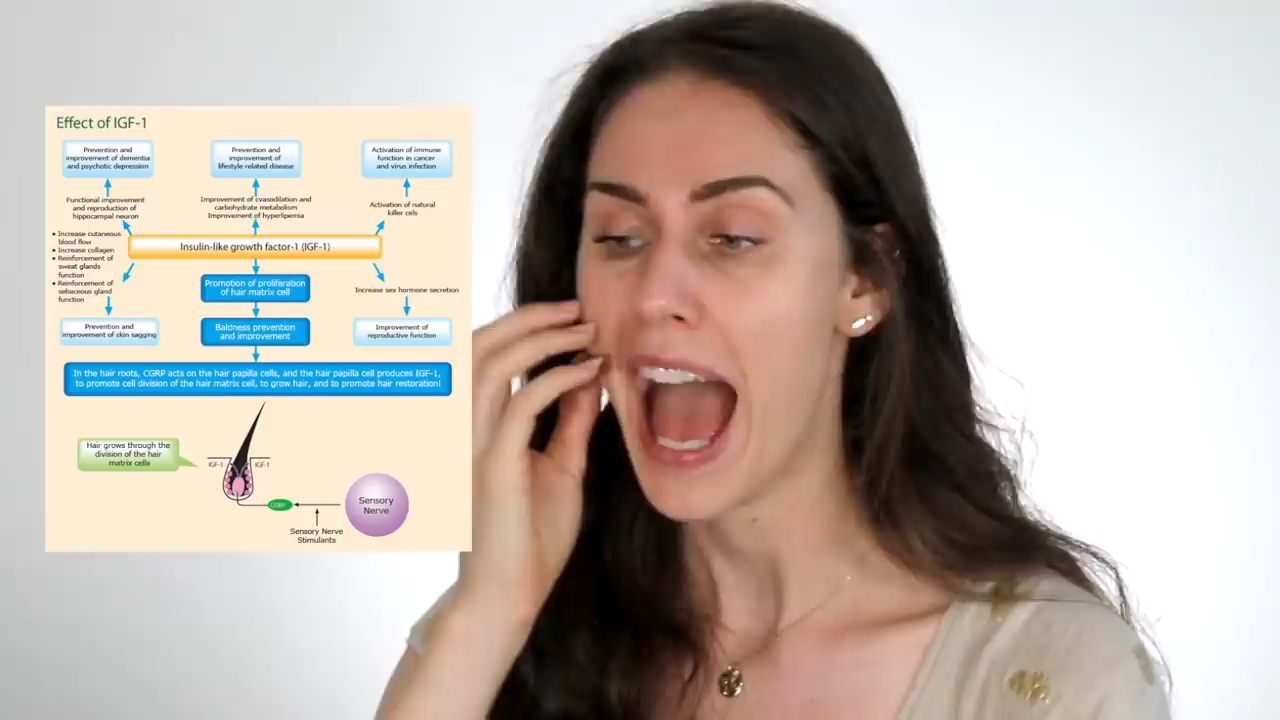 Effect of IGF-1
Prevention and
improvement of dementia
and psychotic depression
Prevention and
improvement of
lifestyle related disease
Activation of immune
function in cancer
and virus infection
Functional improvement
and reproduction of
hippocampal neuron
Improvement of cvasodilation and
carbohydrate metabolism
Improvement of hyperlipemia
Activation of natural
killer cels
• Increase cutaneous
blood flow
• Increase collagen
• Reinforcement of
sweat glands
function
• Reinforcement of
sebaceous gland
function
Insulin-like growth factor-1 (IGF-1)
Promotion of proliferation
of hair matrix cell
Increase sex hormone secretion
Prevention and
improvement of skin sagging
Baldness prevention
and improvement
Improvement of
reproductive function
In the hair roots, CGRP acts on the hair papilla cells, and the hair papilla cell produces IGF-1,
to promote cell division of the hair matrix cell, to grow hair, and to promote hair restoration!
Hair grows through the
division of the hair
matrix cells
IGF-1 IGF-1
CGRP
Sensory
Nerve
Sensory Nerve
Stimulants